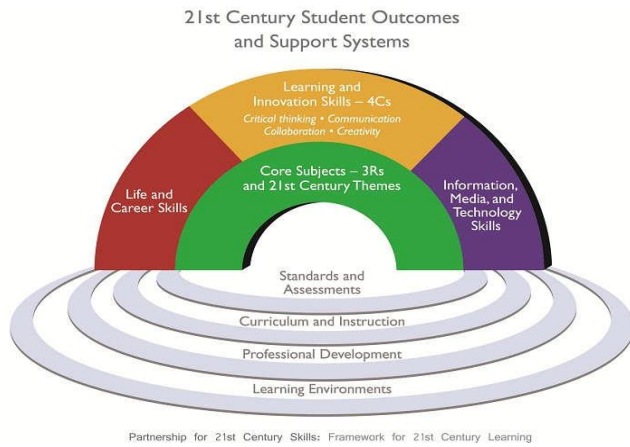 21st Century Student Outcomes
and Support Systems
Learning and
Innovation Skills – 4Cs
Critical thinking • Communication
Collaboration • Creativity
Core Subjects – 3Rs
and 21st Century Themes
Life and
Career Skills
Information,
Media, and
Technology
Skills
Standards and
Assessments
Curriculum and Instruction
Professional Development
Learning Environments
Partnership for 21st Century Skills: Framework for 21st Century Learning